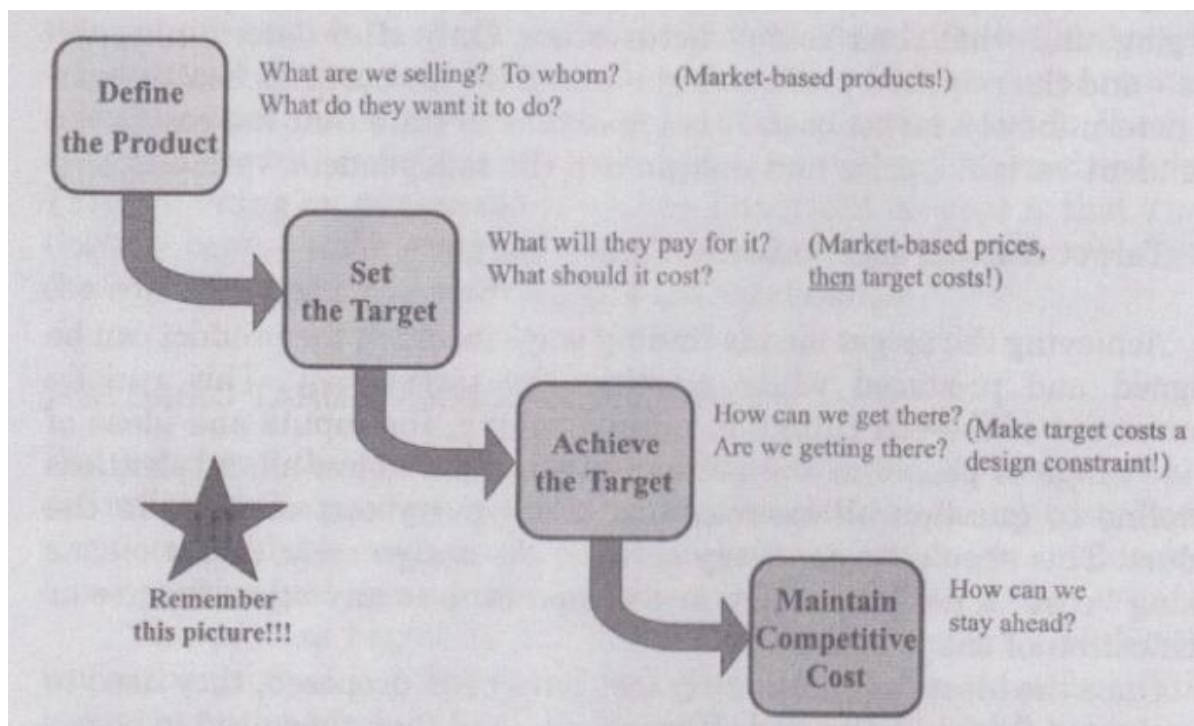 Define
the Product
What are we selling? To whom? (Market-based products!)
What do they want it to do?
Set
the Target
What will they pay for it? (Market-based prices,
What should it cost? then target costs!)
Achieve
the Target
How can we get there? (Make target costs a
Are we getting there? design constraint!)
Remember
this picture!!!
Maintain
Competitive
Cost
How can we
stay ahead?